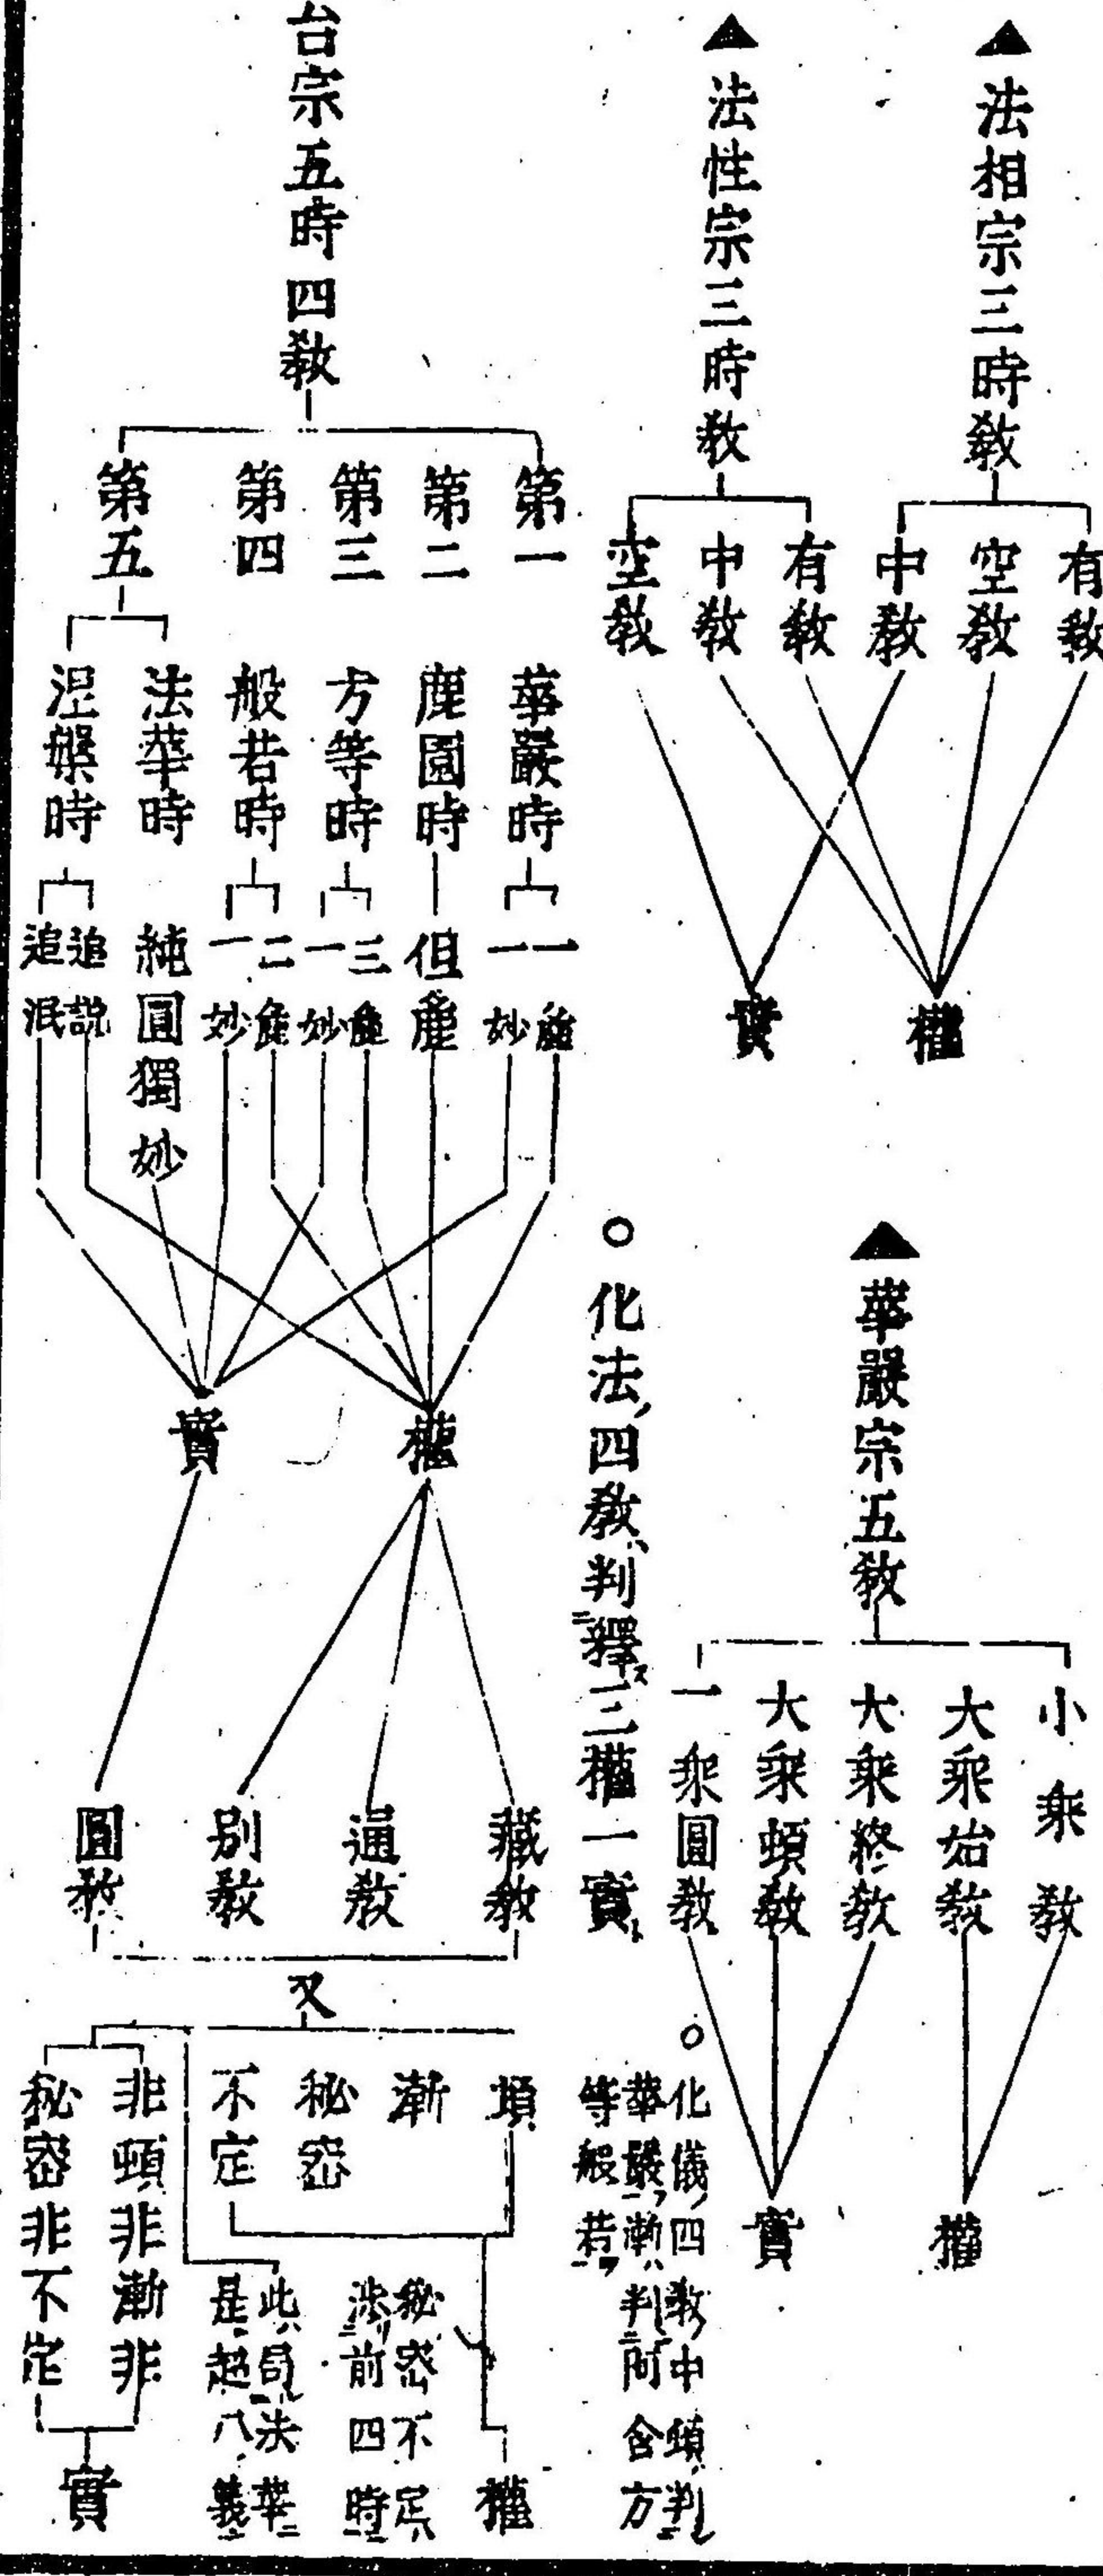 ▲法相宗三時教
有教
空教
中教
權
▲法性宗三時教
有教
中教
空教
實
▲華嚴宗五教
小乘教
大乘始教
大乘終教
大乘頓教
一乘圓教
權
實
○化法四教判釋三權一實
○化儀四教中頓判
華嚴漸判阿含方
等般若
台宗五時四教
第一
第二
第三
第四
第五
華嚴時
鹿園時
方等時
般若時
法華時
涅槃時
一麁
一妙
但麁
三麁
一妙
二麁
一妙
純圓獨妙
追說
追泯
權
實
藏教
通教
別教
圓教
又
頓
漸
秘密
不定
非頓非漸非
秘密非不定
權
秘密不定
涉前四時
此法華
是超八義
實